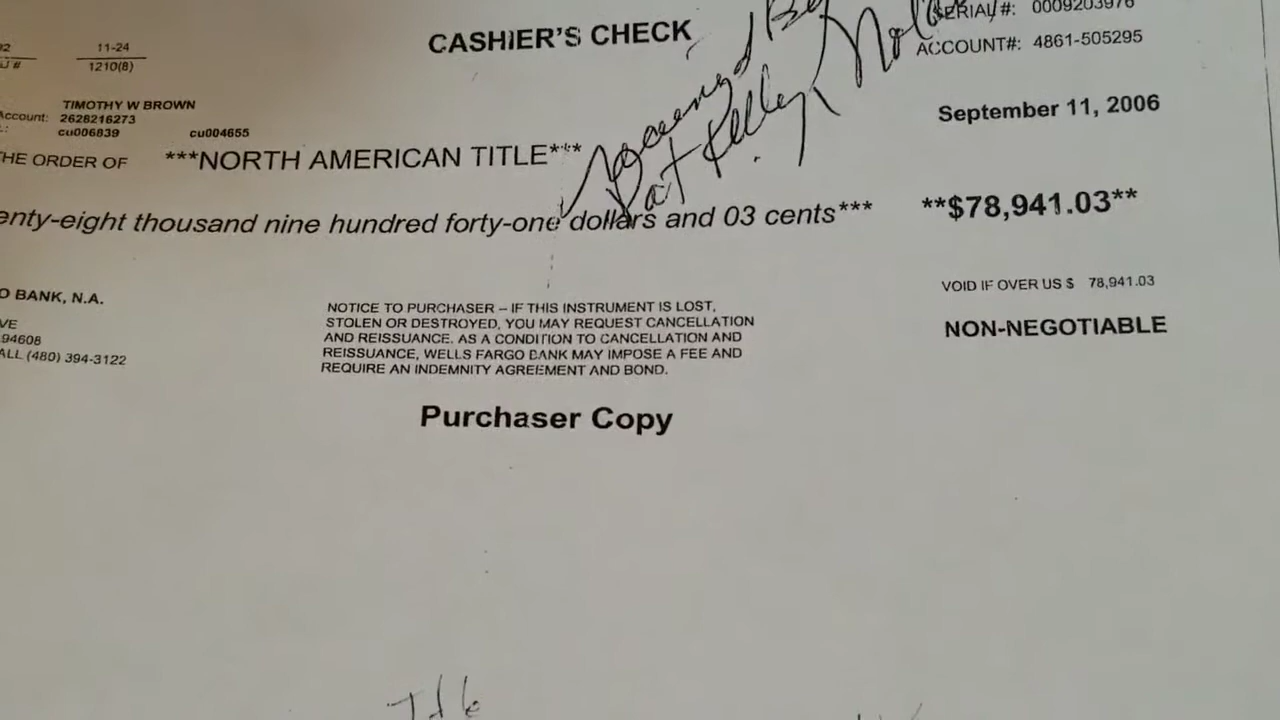 CASHIER'S CHECK
SERIAL#: 0009203976
ACCOUNT#: 4861-505295
11-24
1210(8)
TIMOTHY W BROWN
Account: 2628216273
cu006839 cu004655
September 11, 2006
THE ORDER OF ***NORTH AMERICAN TITLE***
Pat Kelley,
enty-eight thousand nine hundred forty-one dollars and 03 cents*** **$78,941.03**
O BANK, N.A.
VE
94608
ALL (480) 394-3122
NOTICE TO PURCHASER – IF THIS INSTRUMENT IS LOST,
STOLEN OR DESTROYED, YOU MAY REQUEST CANCELLATION
AND REISSUANCE. AS A CONDITION TO CANCELLATION AND
REISSUANCE, WELLS FARGO BANK MAY IMPOSE A FEE AND
REQUIRE AN INDEMNITY AGREEMENT AND BOND.
VOID IF OVER US $ 78,941.03
NON-NEGOTIABLE
Purchaser Copy